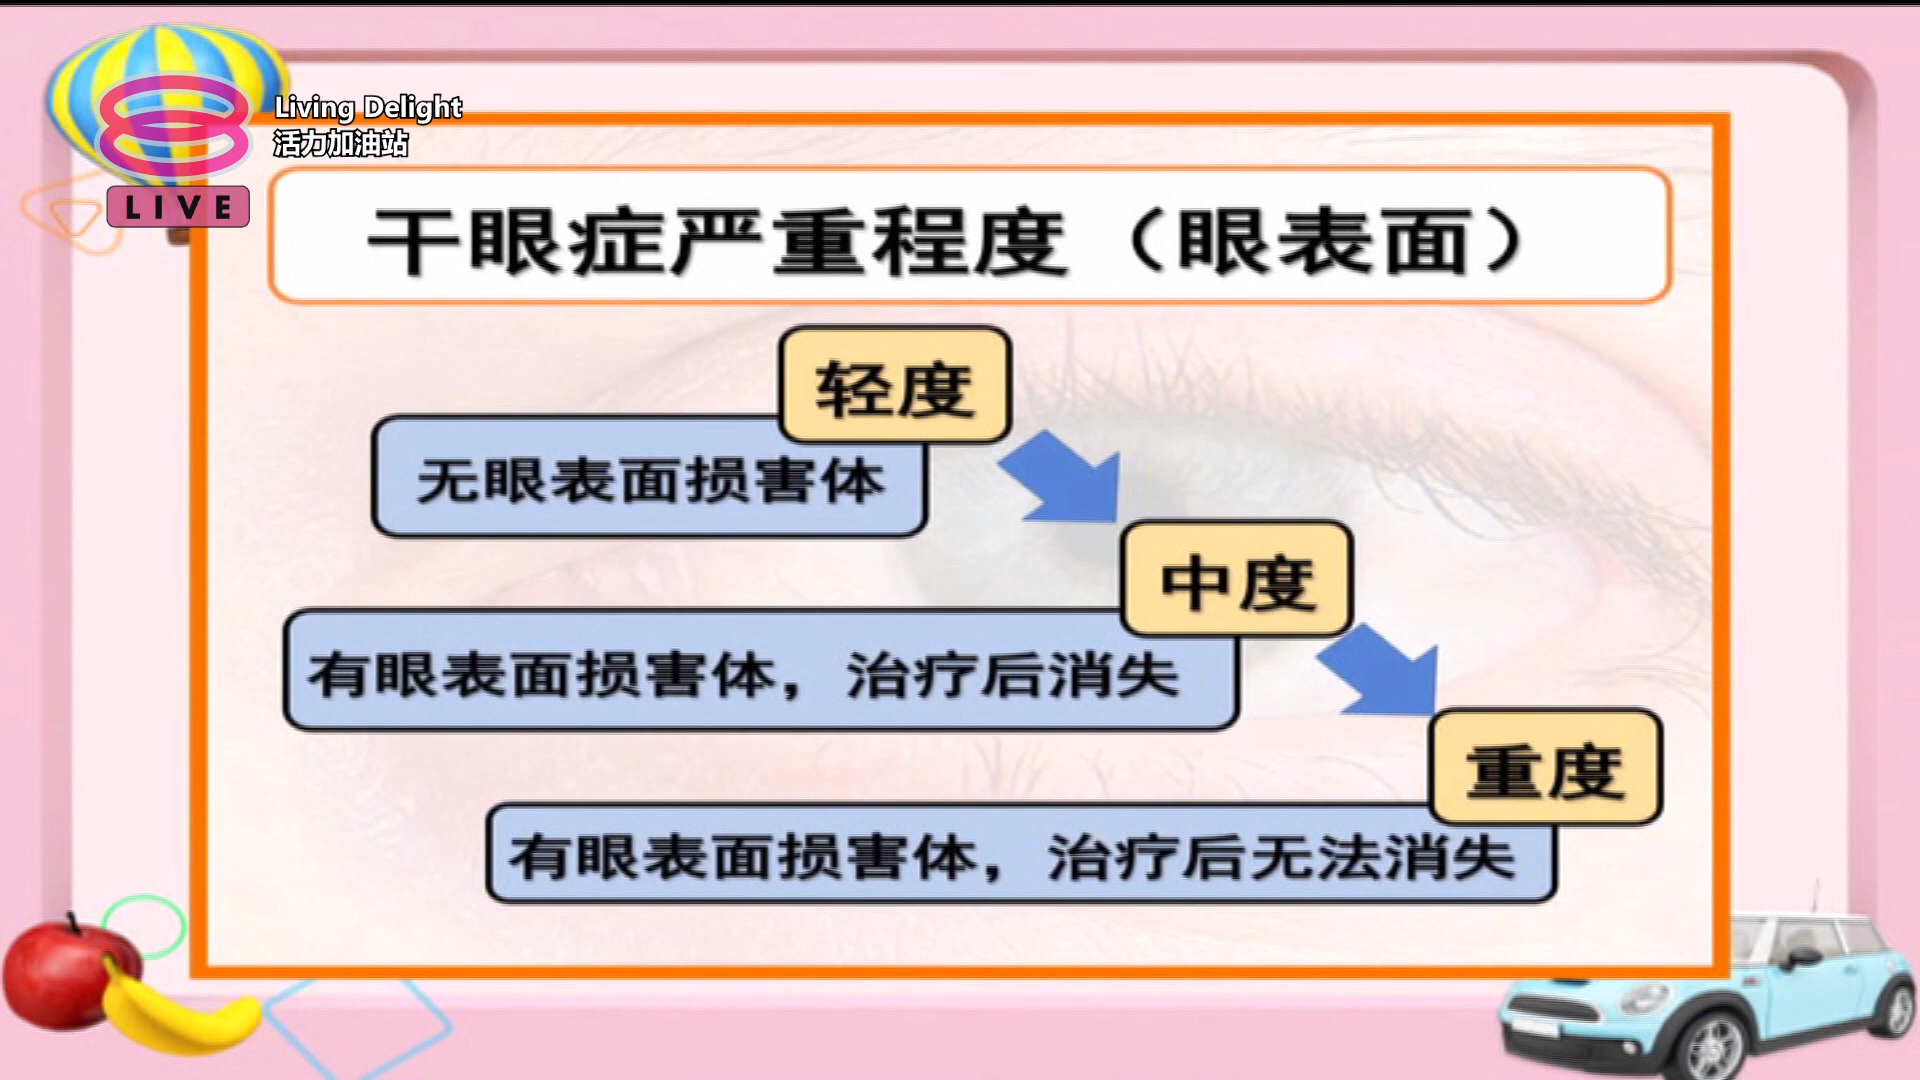 Living Delight
活力加油站
LIVE
干眼症严重程度（眼表面）
轻度
无眼表面损害体
中度
有眼表面损害体，治疗后消失
重度
有眼表面损害体，治疗后无法消失